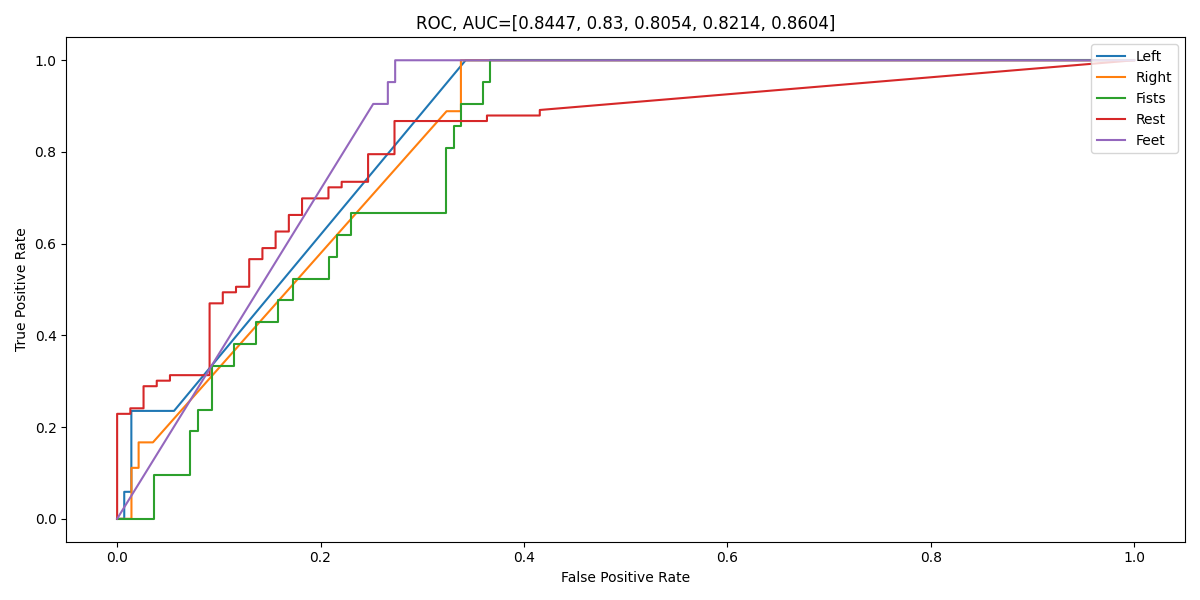 ROC, AUC=[0.8447, 0.83, 0.8054, 0.8214, 0.8604]
Left
Right
Fists
Rest
Feet
True Positive Rate
1.0
0.8
0.6
0.4
0.2
0.0
0.0 0.2 0.4 0.6 0.8 1.0
False Positive Rate